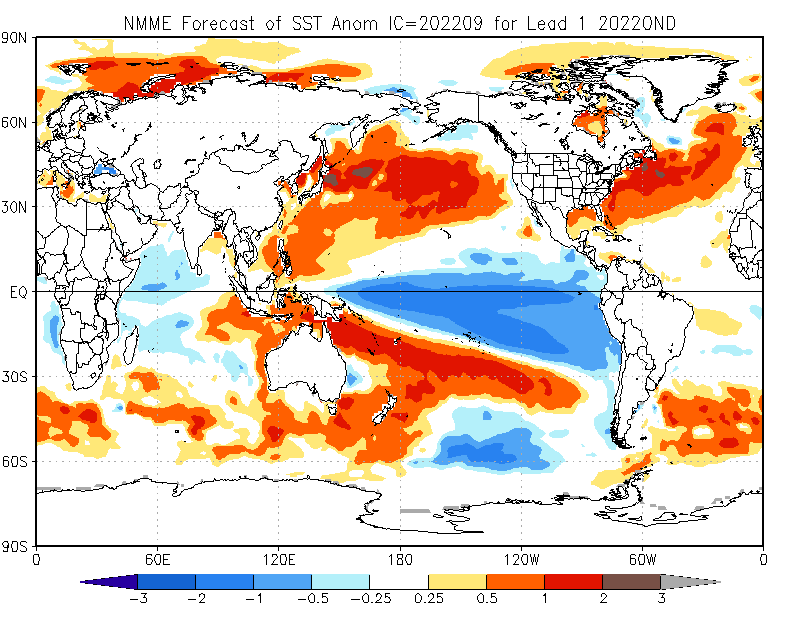 NMME Forecast of SST Anom IC=202209 for Lead 1 2022OND
90N
60N
30N
EQ
30S
60S
90S
0 60E 120E 180 120W 60W 0
-3 -2 -1 -0.5 -0.25 0.25 0.5 1 2 3